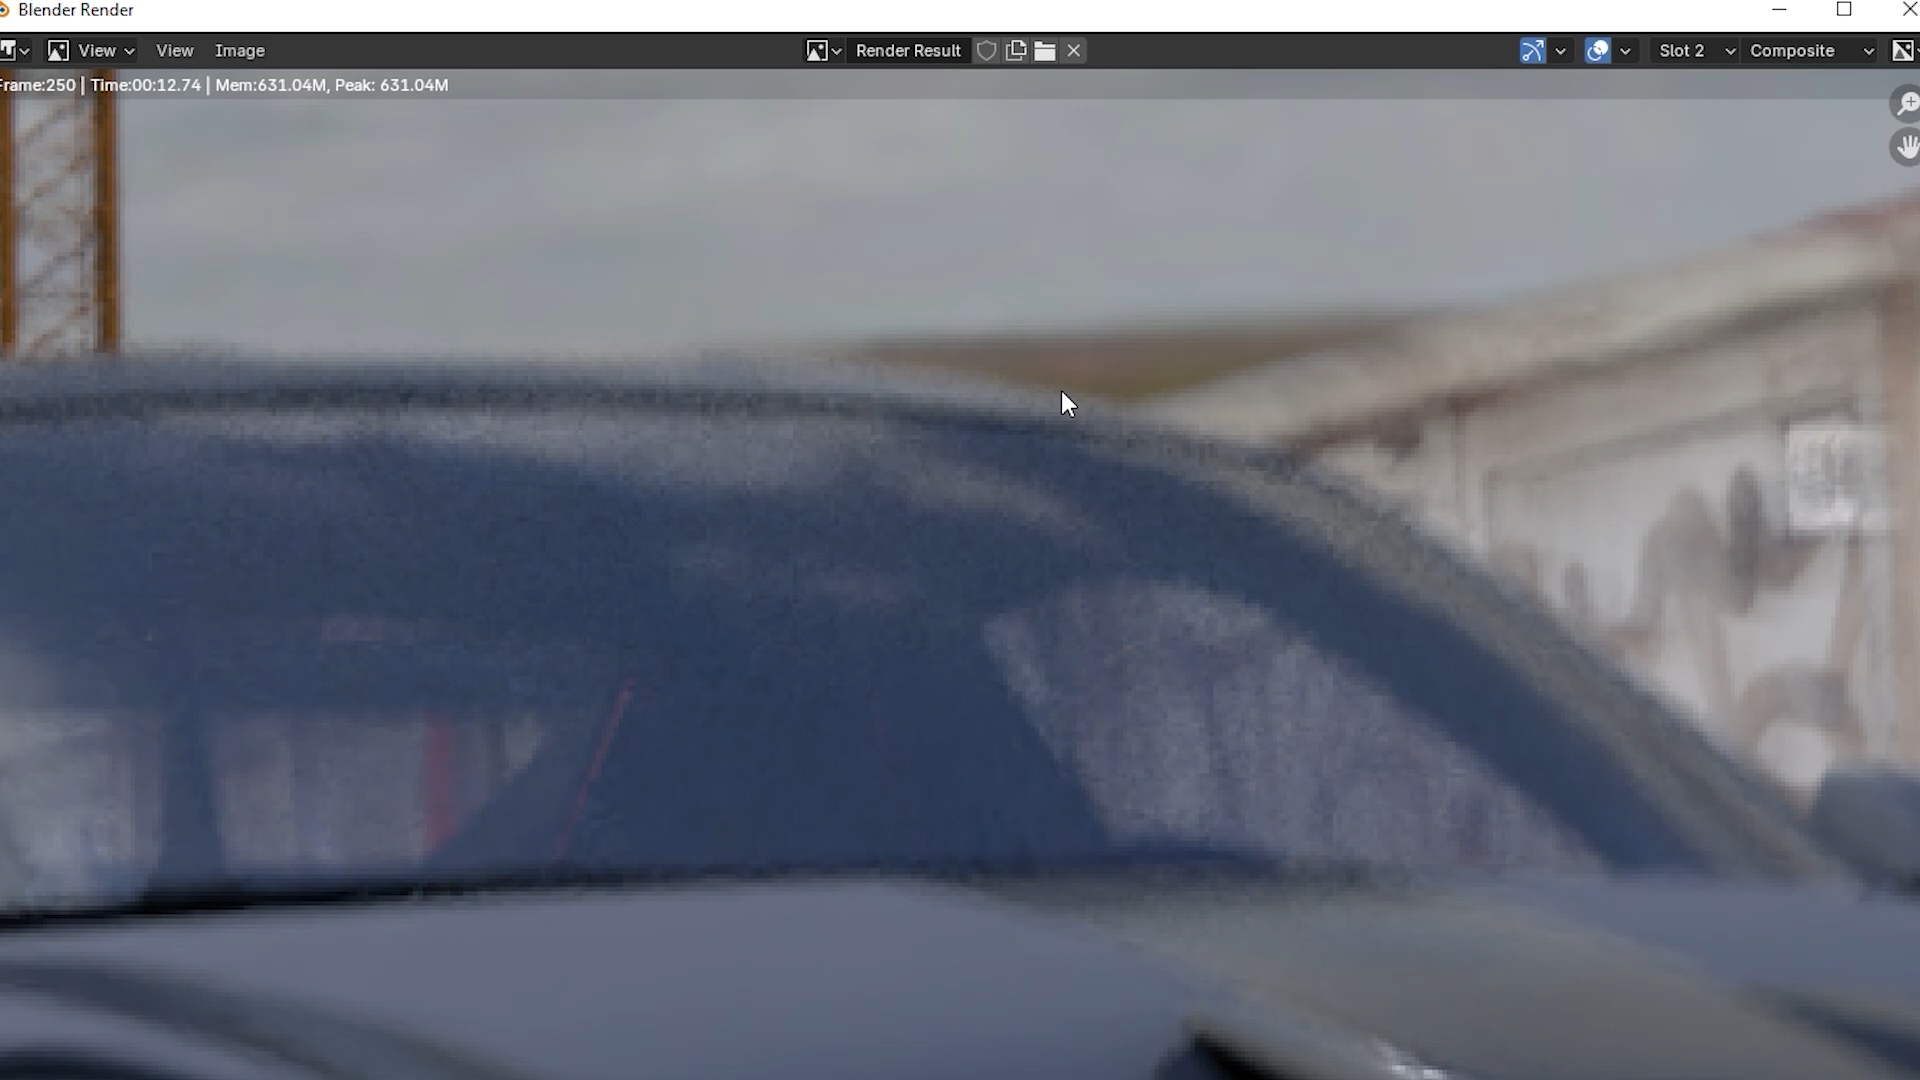 Blender Render
View View Image Render Result Slot 2 Composite
Frame:250 | Time:00:12.74 | Mem:631.04M, Peak: 631.04M